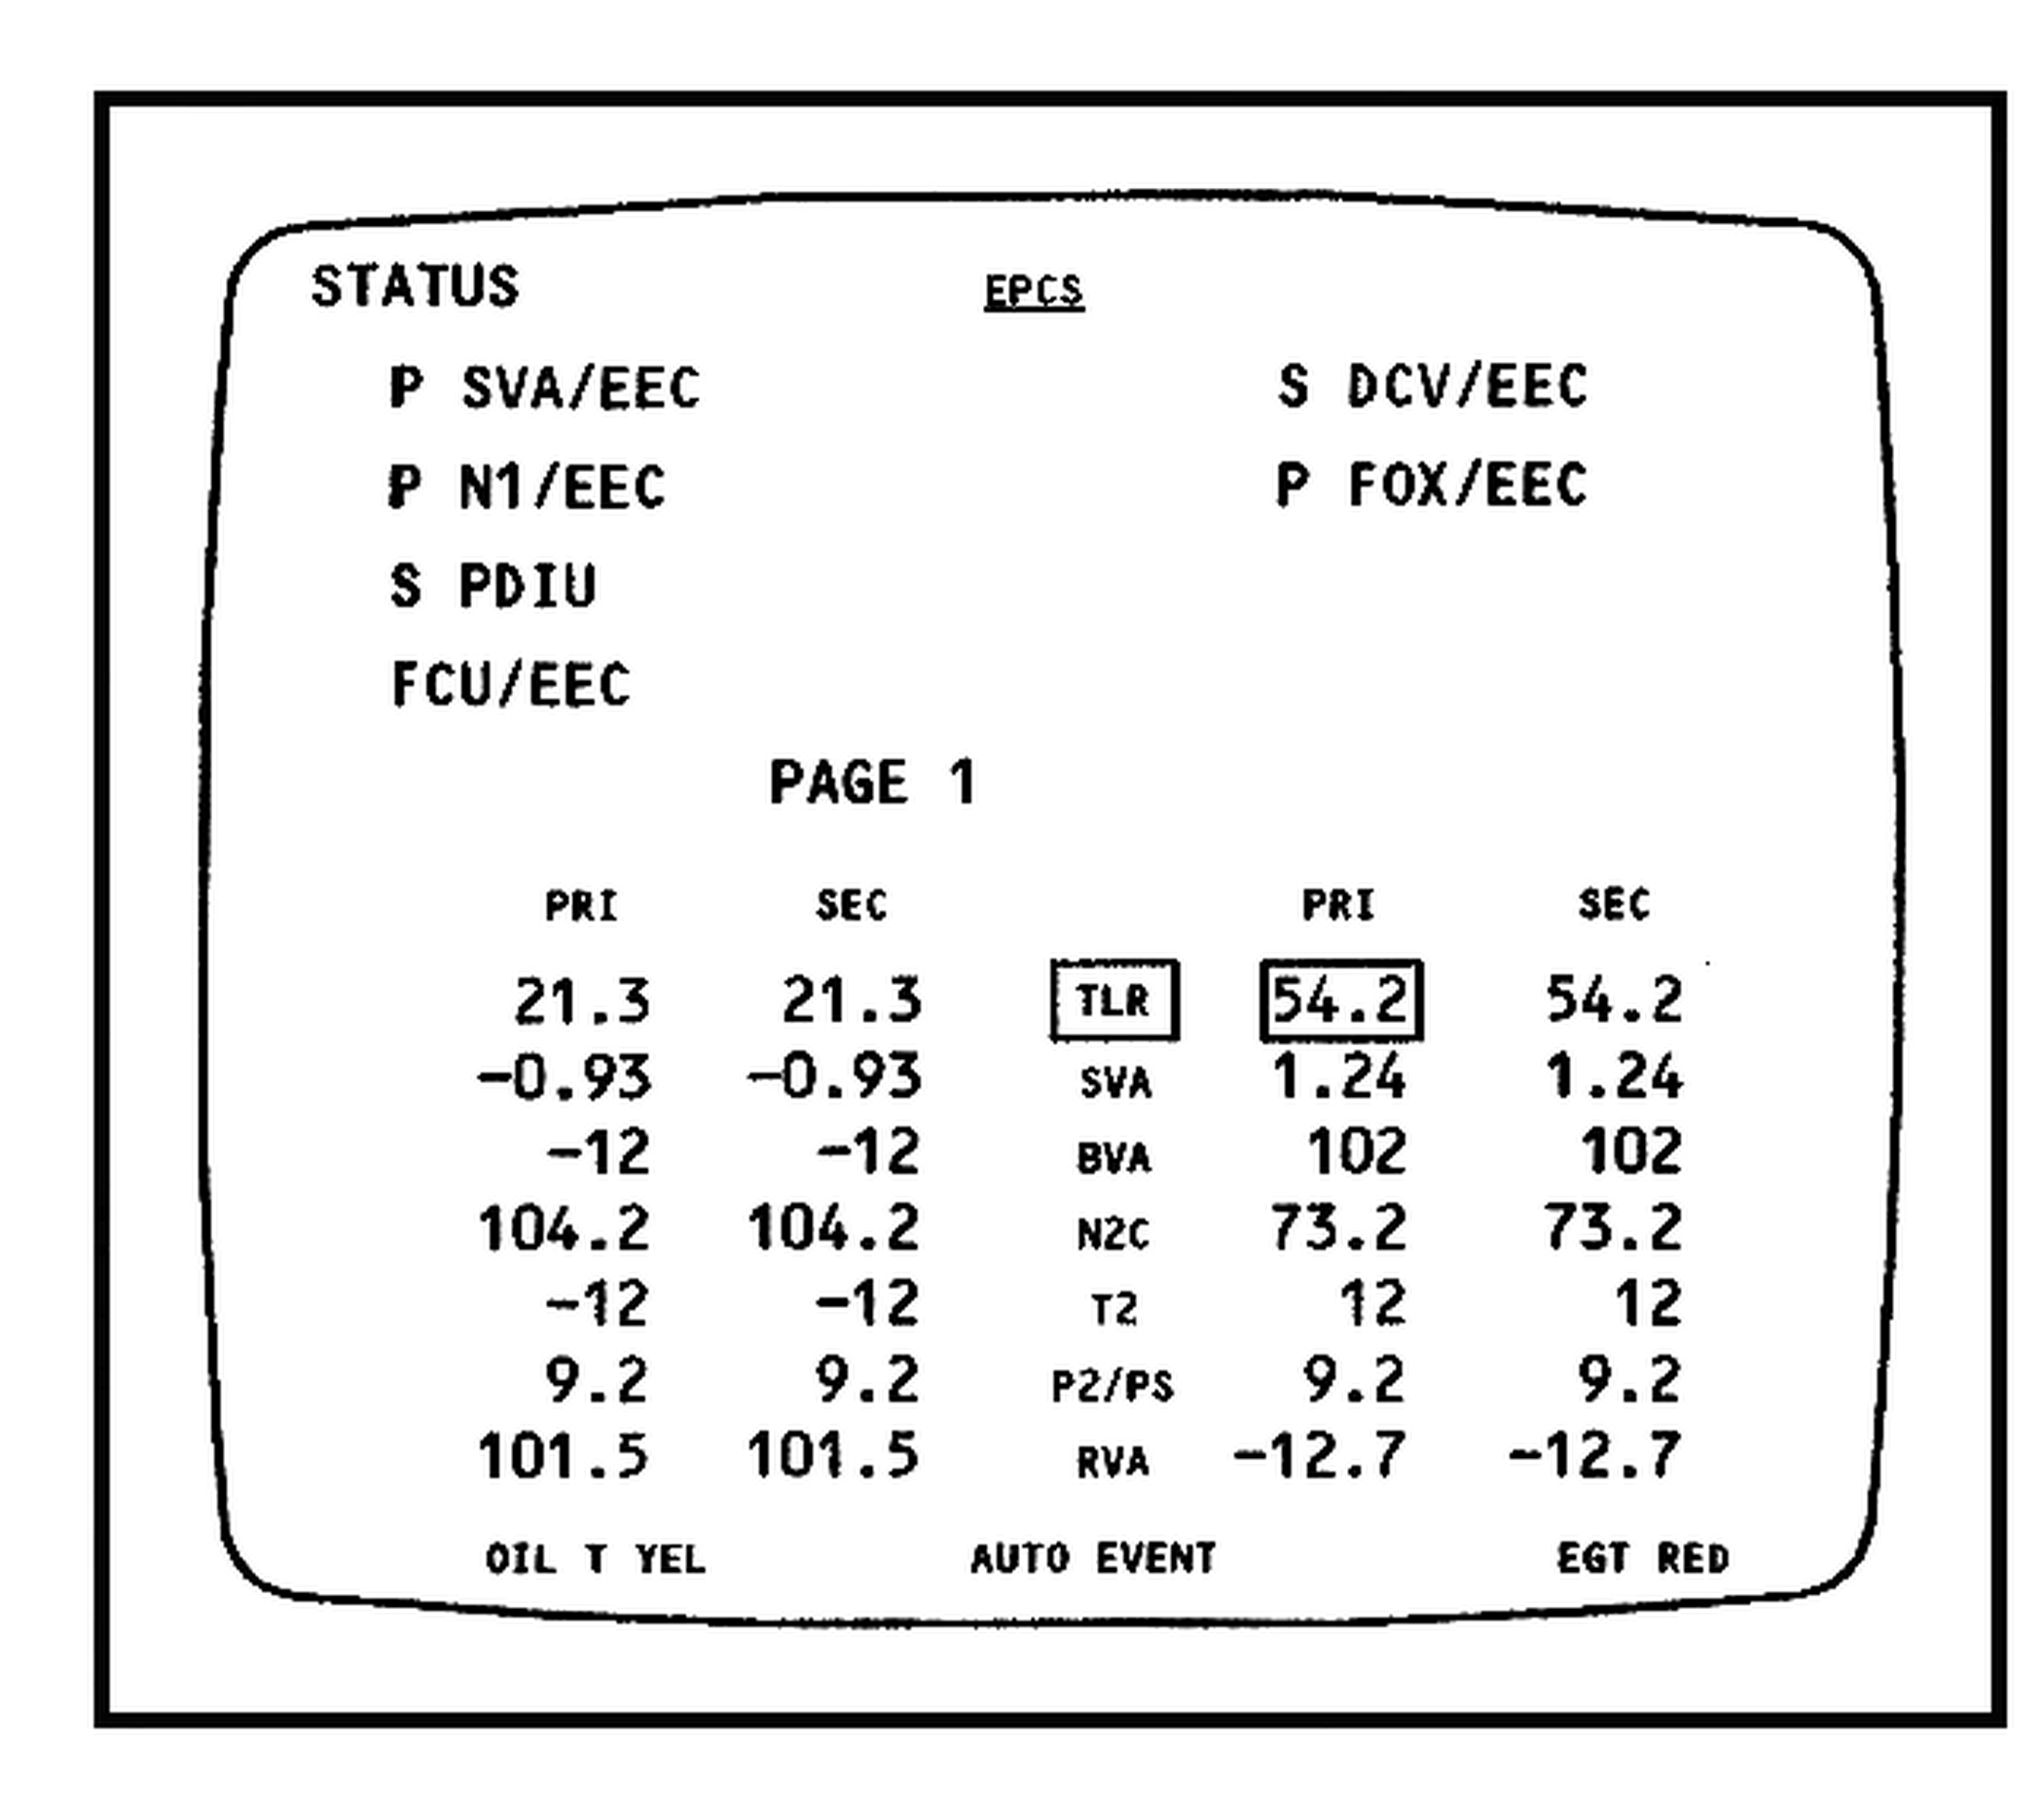 STATUS EPCS
P SVA/EEC S DCV/EEC
P N1/EEC P FOX/EEC
S PDIU
FCU/EEC
PAGE 1
PRI SEC PRI SEC
21.3 21.3 TLR 54.2 54.2
-0.93 -0.93 SVA 1.24 1.24
-12 -12 BVA 102 102
104.2 104.2 N2C 73.2 73.2
-12 -12 T2 12 12
9.2 9.2 P2/PS 9.2 9.2
101.5 101.5 RVA -12.7 -12.7
OIL T YEL AUTO EVENT EGT RED